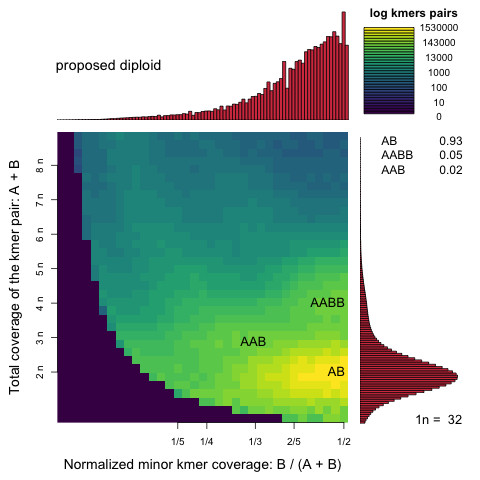 log kmers pairs
1530000
143000
13000
1000
100
10
0
proposed diploid
AB 0.93
AABB 0.05
AAB 0.02
Total coverage of the kmer pair: A + B
8 n
7 n
6 n
5 n
4 n
3 n
2 n
AABB
AAB
AB
1n = 32
1/5 1/4 1/3 2/5 1/2
Normalized minor kmer coverage: B / (A + B)